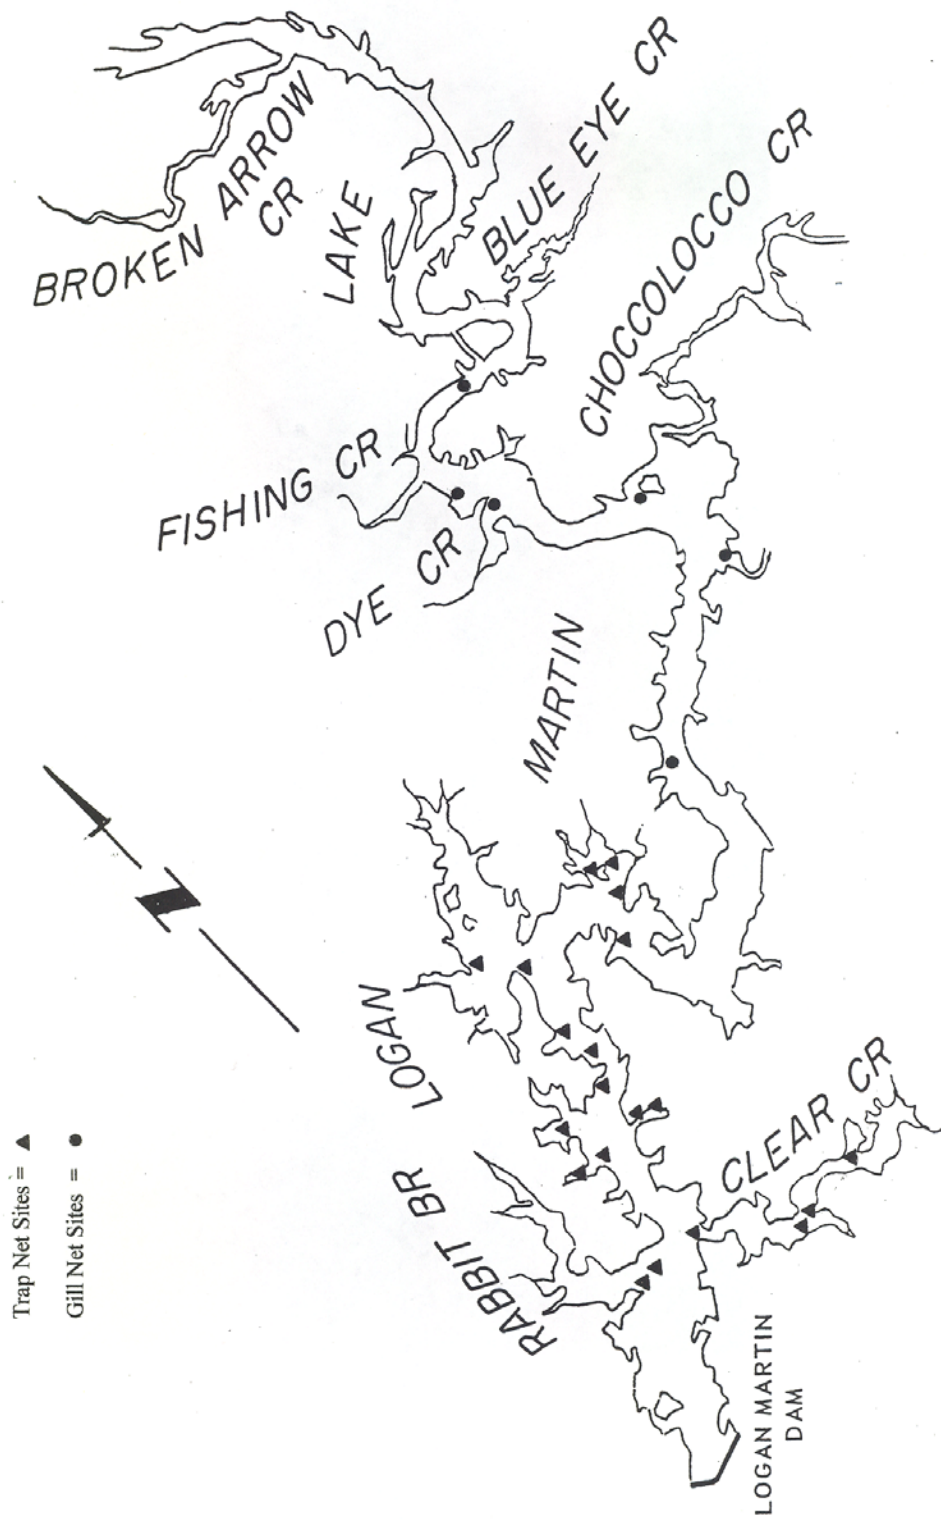 Trap Net Sites = ▲
Gill Net Sites = ●
BROKEN ARROW
CR
LAKE
BLUE EYE CR
CHOCCOLOCCO CR
FISHING CR
DYE CR
MARTIN
LOGAN
RABBIT BR
CLEAR CR
LOGAN MARTIN
DAM
N